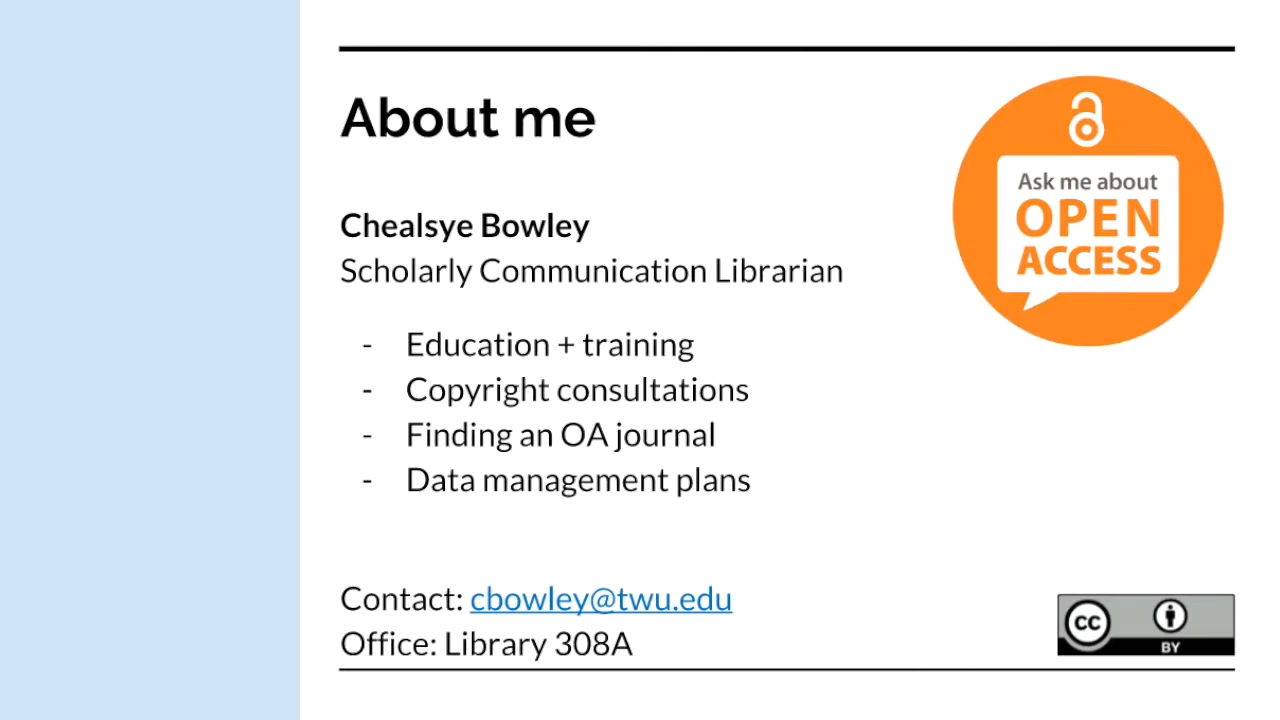 About me
Ask me about
OPEN
ACCESS
Chealsye Bowley
Scholarly Communication Librarian
- Education + training
- Copyright consultations
- Finding an OA journal
- Data management plans
Contact: cbowley@twu.edu
Office: Library 308A
CC
BY